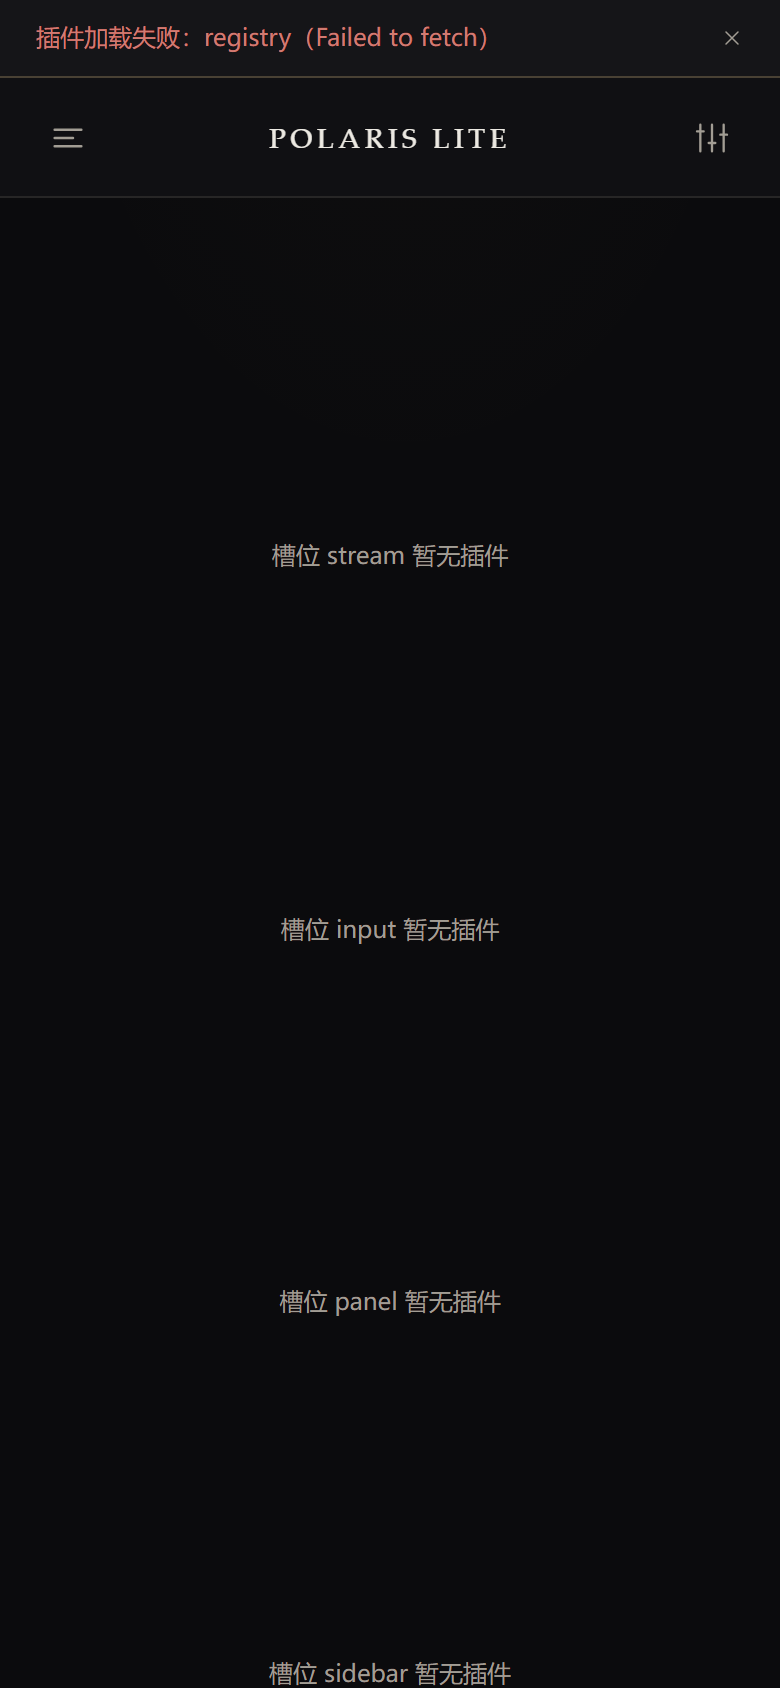 插件加载失败：registry（Failed to fetch）
POLARIS LITE
槽位 stream 暂无插件
槽位 input 暂无插件
槽位 panel 暂无插件
槽位 sidebar 暂无插件